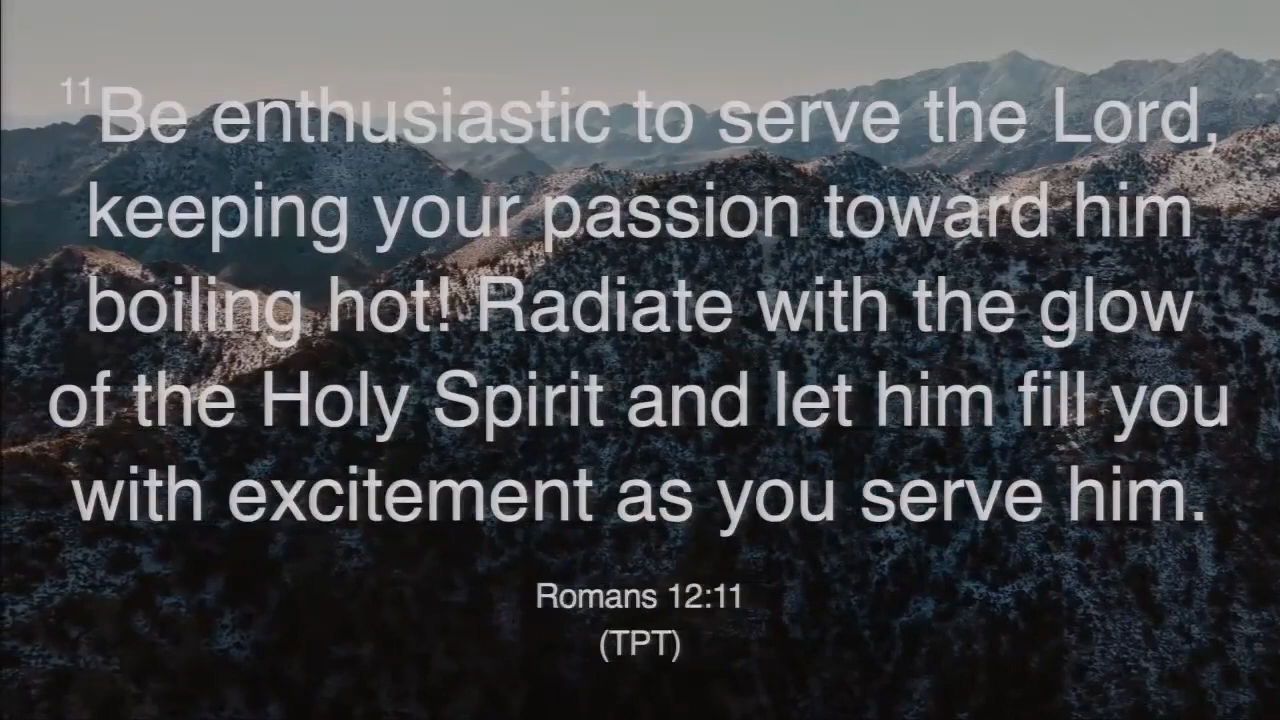 11Be enthusiastic to serve the Lord,
keeping your passion toward him
boiling hot! Radiate with the glow
of the Holy Spirit and let him fill you
with excitement as you serve him.
Romans 12:11
(TPT)